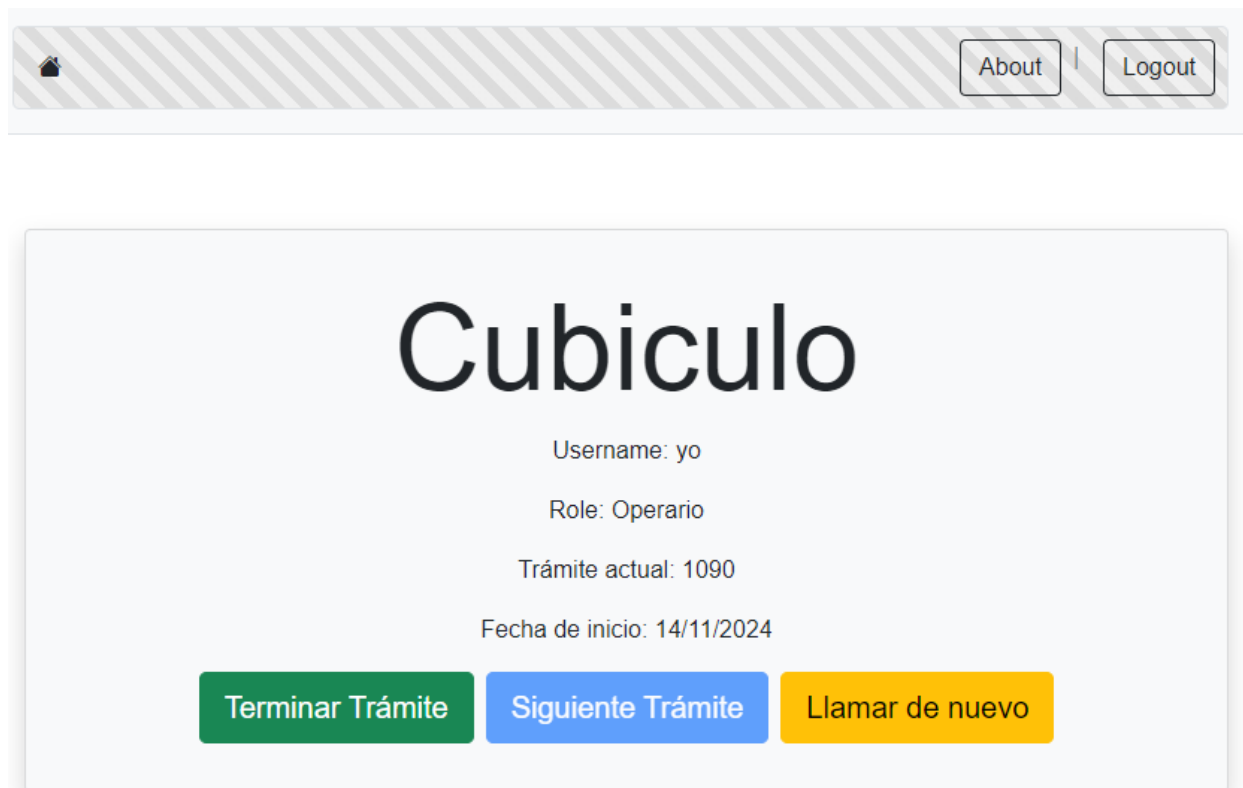 About | Logout
Cubiculo
Username: yo
Role: Operario
Trámite actual: 1090
Fecha de inicio: 14/11/2024
Terminar Trámite Siguiente Trámite Llamar de nuevo